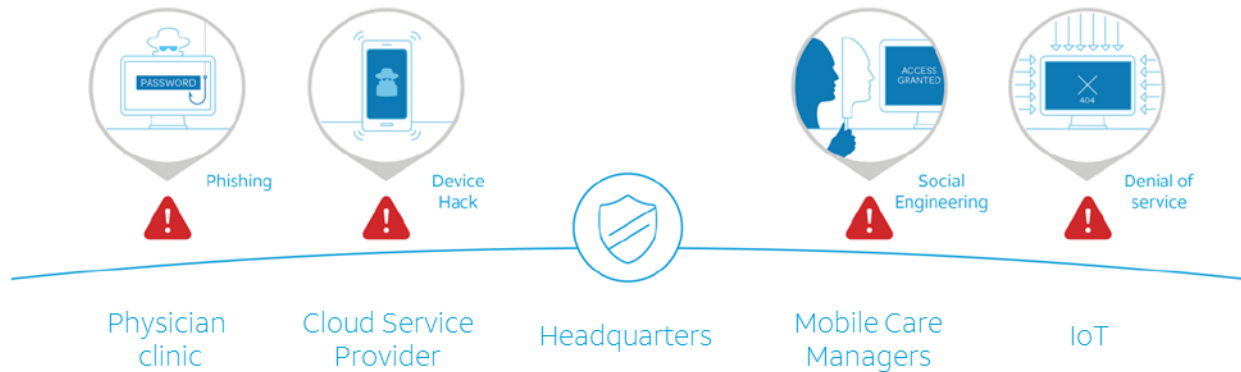 PASSWORD
ACCESS
GRANTED
404
Phishing
Device
Hack
Social
Engineering
Denial of
service
Physician
clinic
Cloud Service
Provider
Headquarters
Mobile Care
Managers
IoT